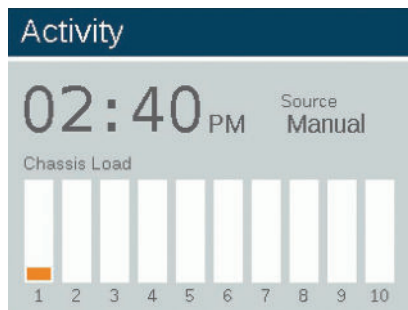 Activity
02:40 PM
Source
Manual
Chassis Load
1 2 3 4 5 6 7 8 9 10